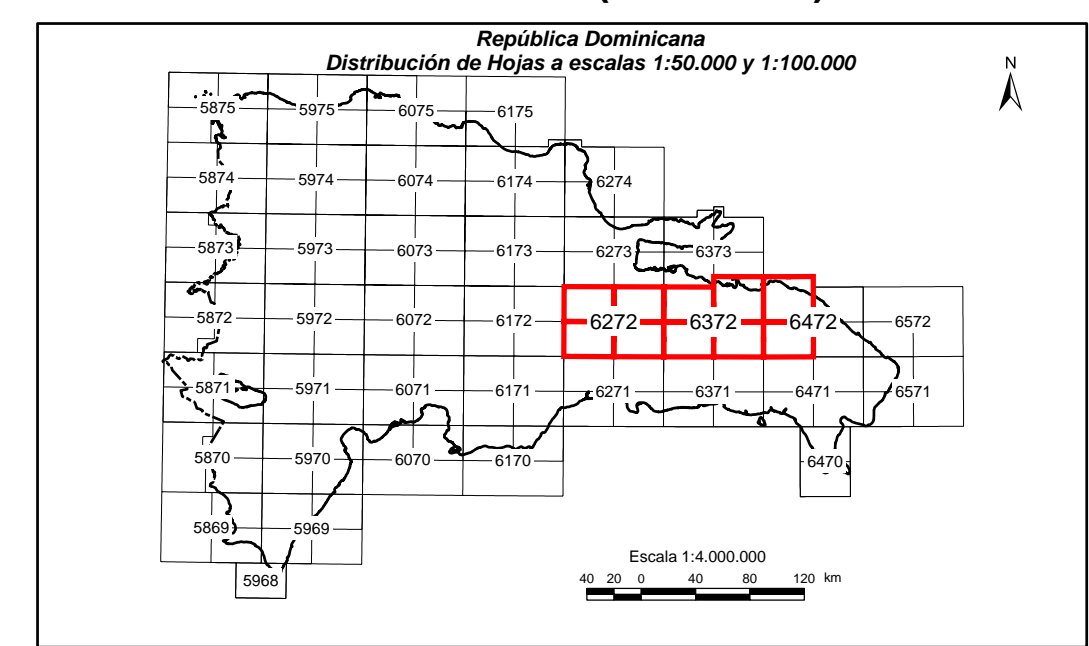 República Dominicana
Distribución de Hojas a escalas 1:50.000 y 1:100.000
N
5875 5975 6075 6175
5874 5974 6074 6174 6274
5873 5973 6073 6173 6273 6373
5872 5972 6072 6172 6272 6372 6472 6572
5871 5971 6071 6171 6271 6371 6471 6571
5870 5970 6070 6170 6470
5869 5969
5968
Escala 1:4.000.000
40 20 0 40 80 120 km